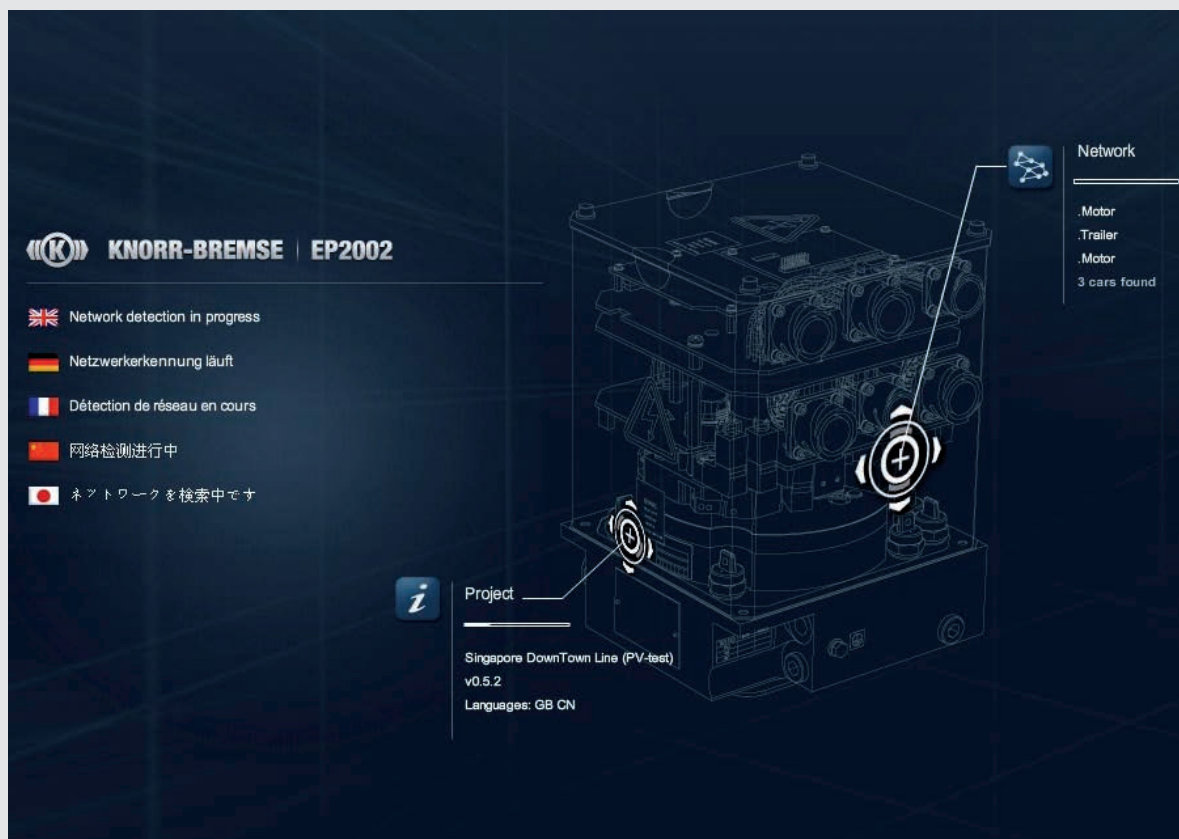 KNORR-BREMSE | EP2002
Network detection in progress
Netzwerkerkennung läuft
Détection de réseau en cours
网络检测进行中
ネットワークを検索中です
Network
.Motor
.Trailer
.Motor
3 cars found
Project
Singapore DownTown Line (PV-test)
v0.5.2
Languages: GB CN